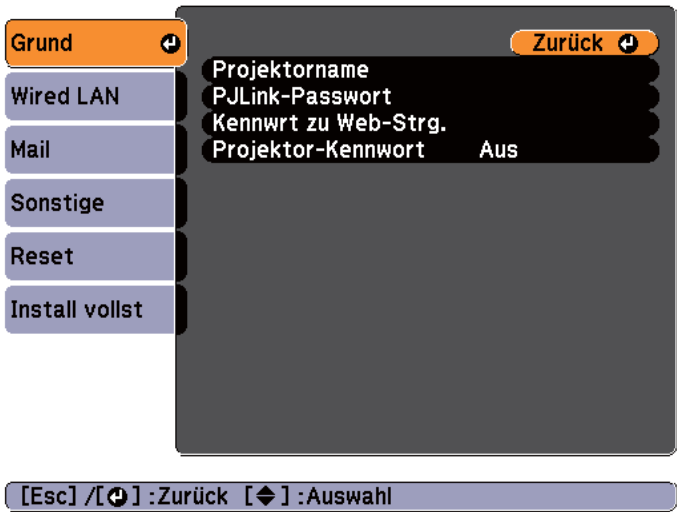 Grund
Wired LAN
Mail
Sonstige
Reset
Install vollst
Zurück
Projektorname
PJLink-Passwort
Kennwrt zu Web-Strg.
Projektor-Kennwort Aus
[Esc] /[⏎] :Zurück [◆] :Auswahl